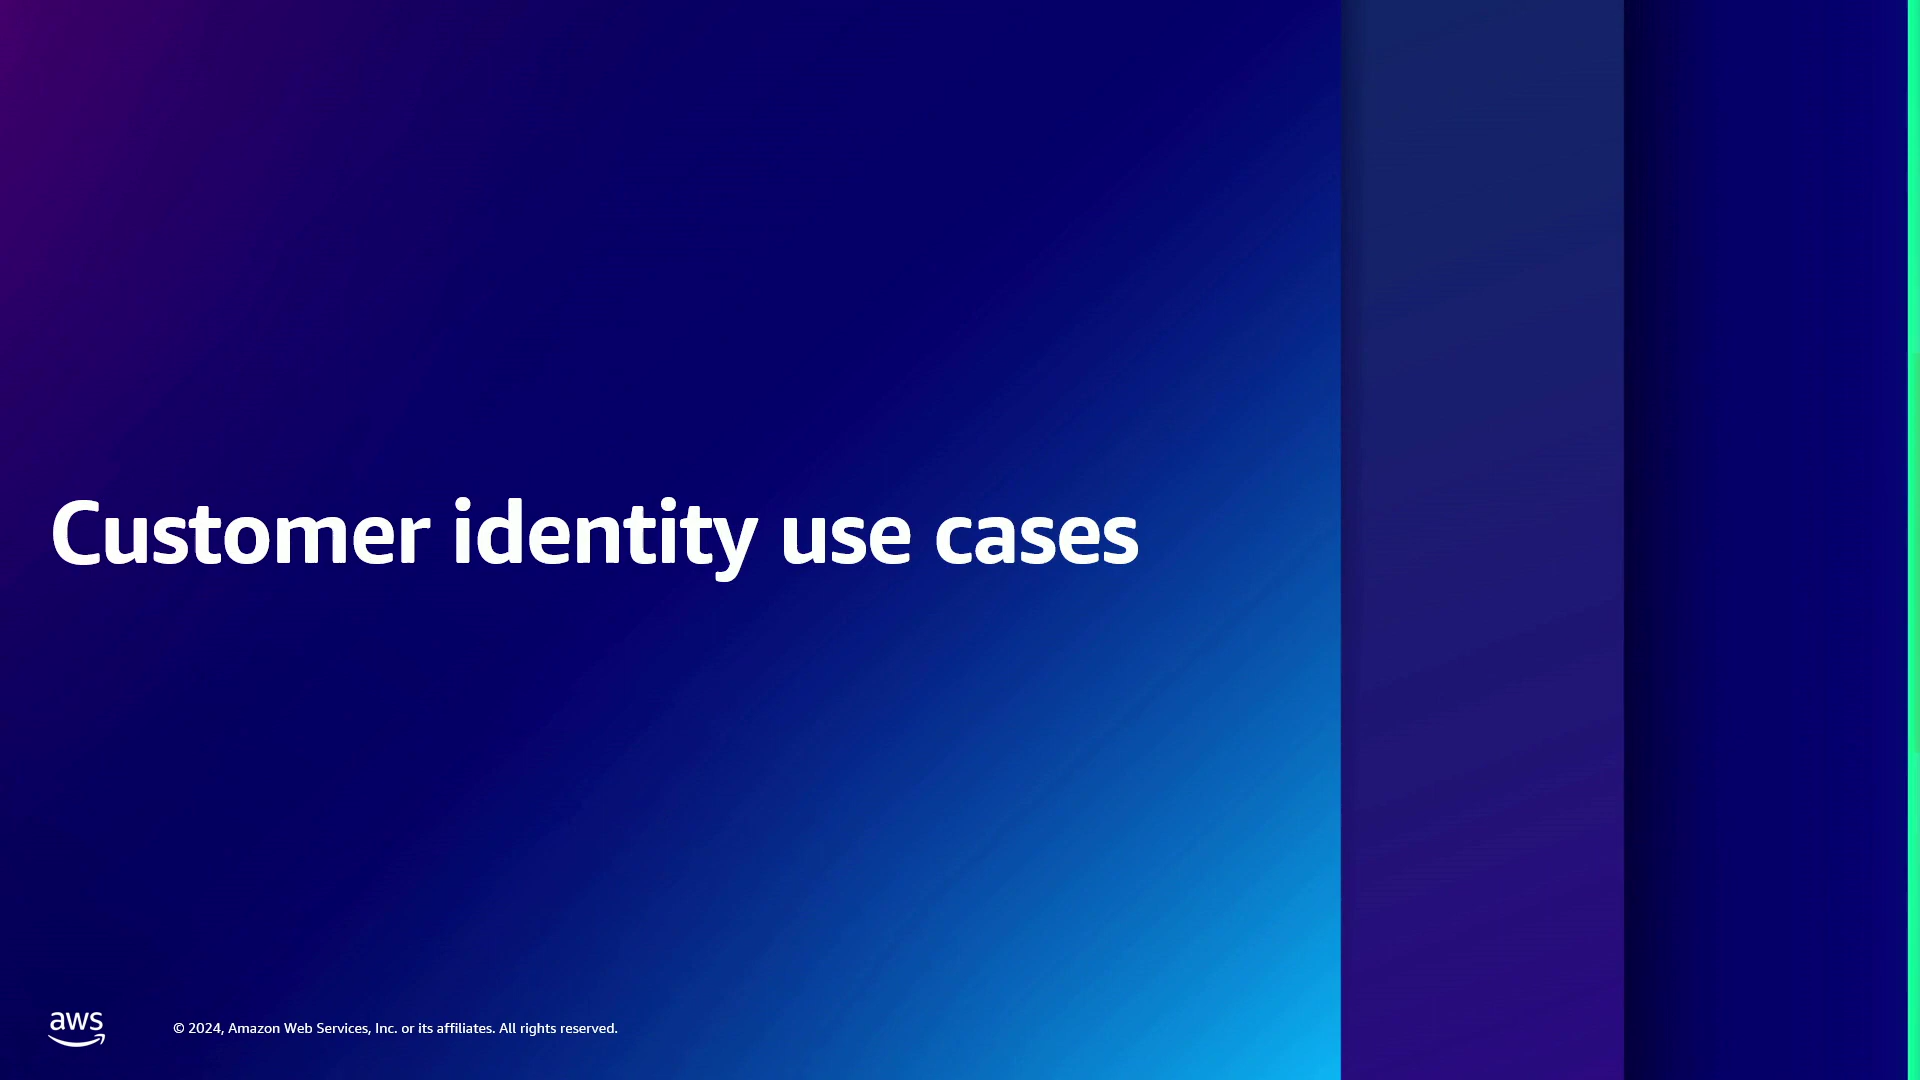 Customer identity use cases
aws
© 2024, Amazon Web Services, Inc. or its affiliates. All rights reserved.